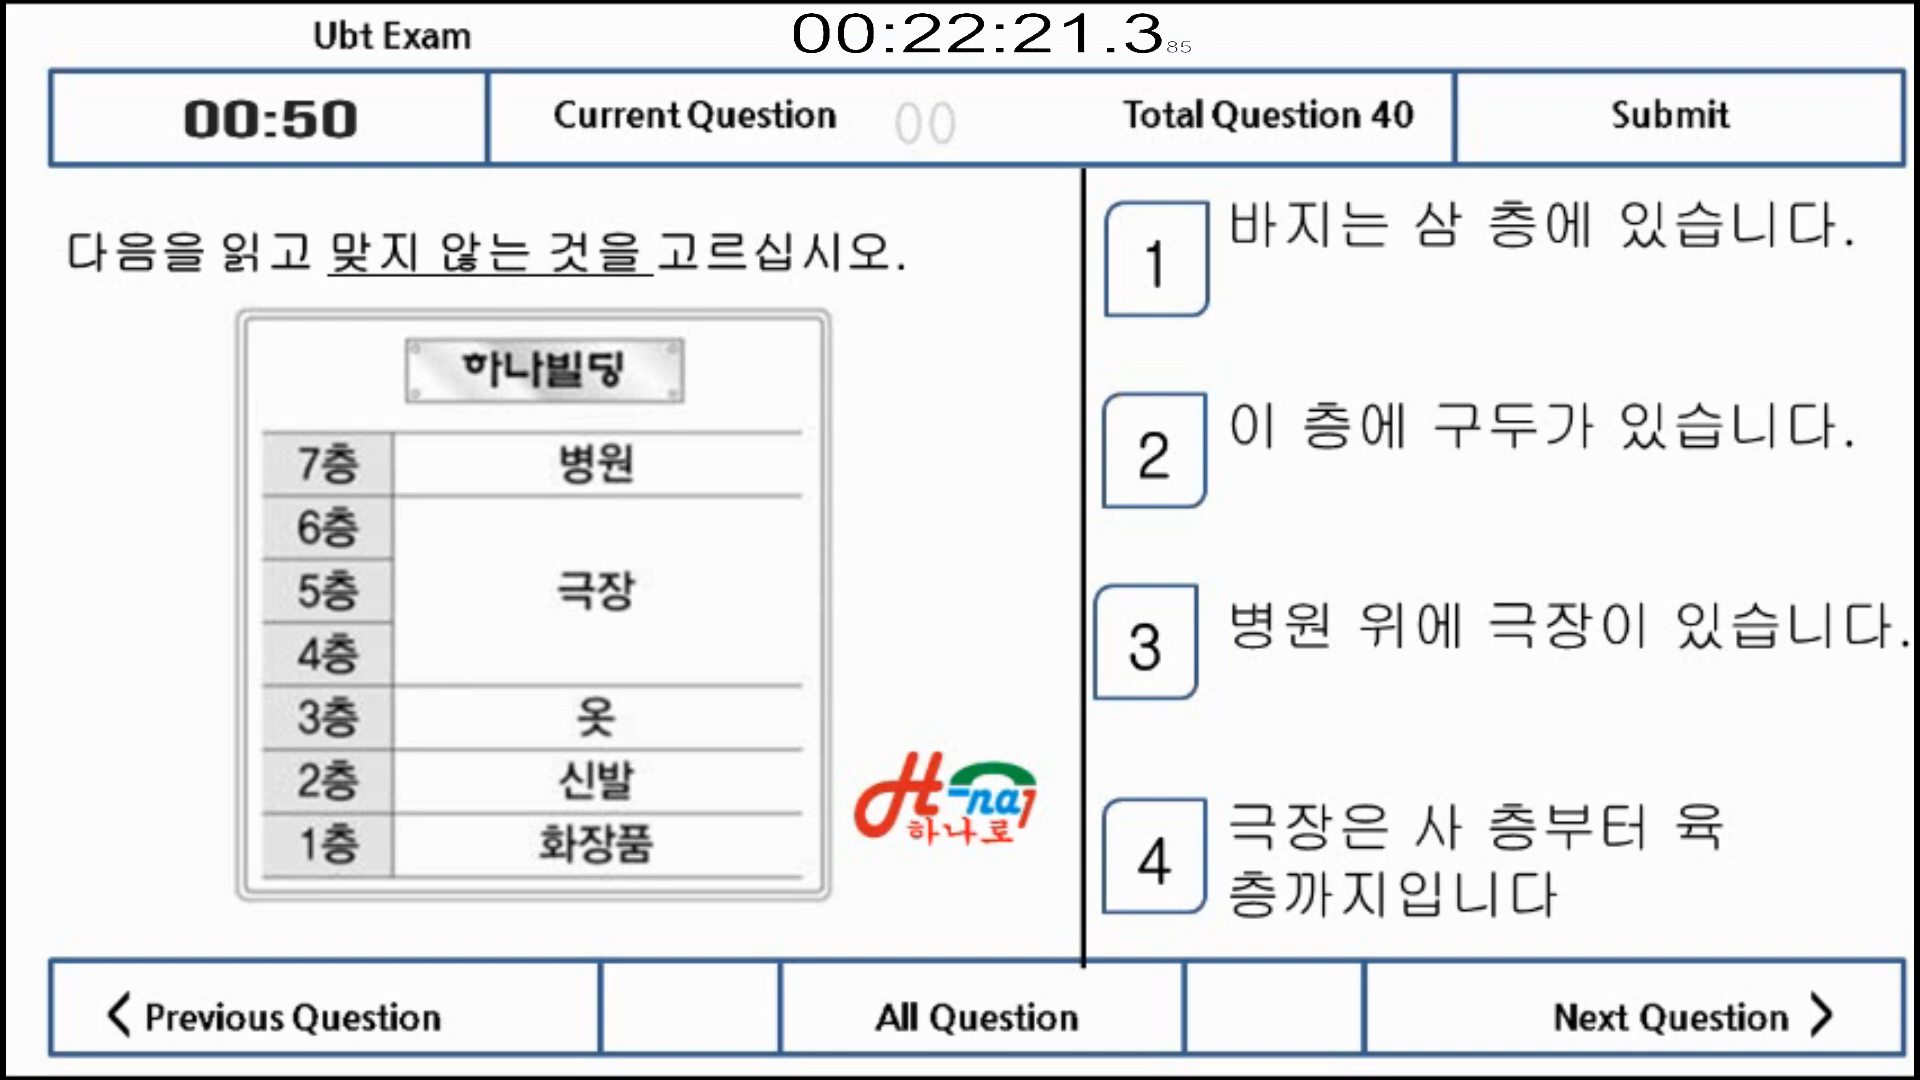 Ubt Exam
00:22:21.385
00:50
Current Question 00
Total Question 40
Submit
다음을 읽고 맞지 않는 것을 고르십시오.
하나빌딩
7층 병원
6층
5층 극장
4층
3층 옷
2층 신발
1층 화장품
H-na
하나로
1 바지는 삼 층에 있습니다.
2 이 층에 구두가 있습니다.
3 병원 위에 극장이 있습니다.
4 극장은 사 층부터 육
층까지입니다
Previous Question
All Question
Next Question